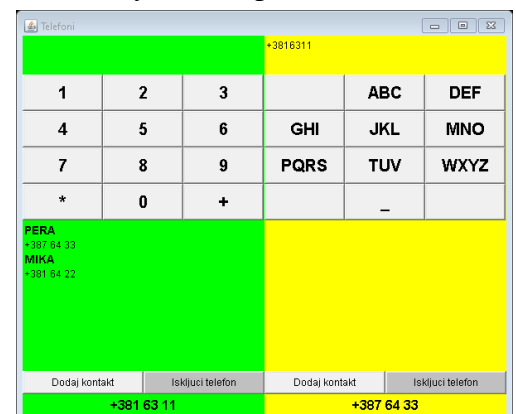 Telefoni
+3816311
1 2 3 ABC DEF
4 5 6 GHI JKL MNO
7 8 9 PQRS TUV WXYZ
* 0 + _
PERA
+387 64 33
MIKA
+381 64 22
Dodaj kontakt Iskljuci telefon Dodaj kontakt Iskljuci telefon
+381 63 11 +387 64 33